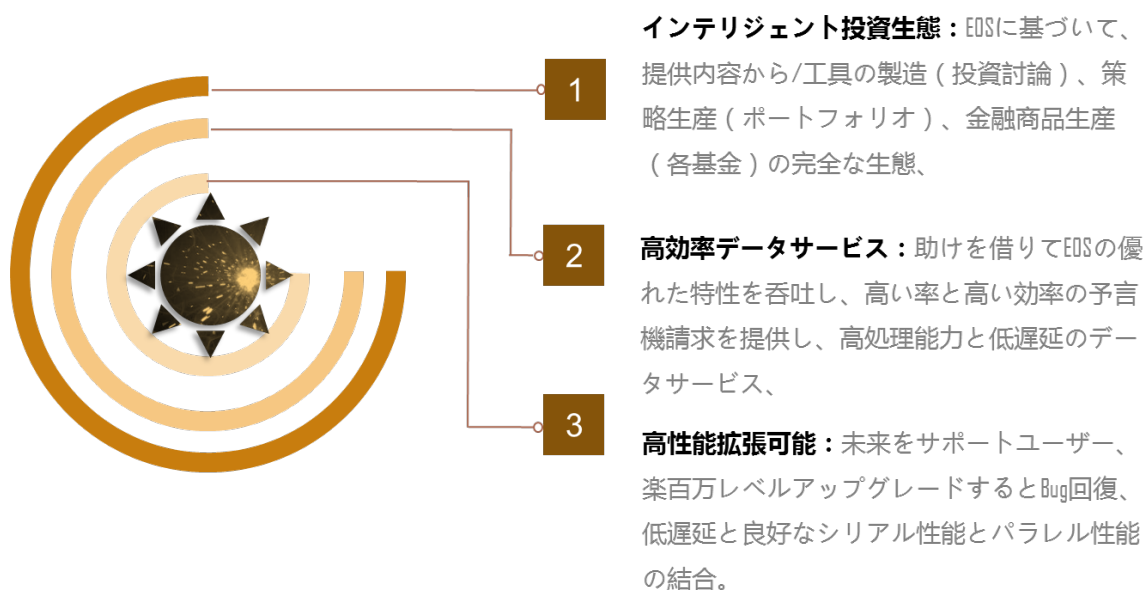 1
インテリジェント投資生態：EOSに基づいて、
提供内容から/工具の製造（投資討論）、策
略生産（ポートフォリオ）、金融商品生産
（各基金）の完全な生態、
2
高効率データサービス：助けを借りてEOSの優
れた特性を呑吐し、高い率と高い効率の予言
機請求を提供し、高処理能力と低遅延のデー
タサービス、
3
高性能拡張可能：未来をサポートユーザー、
楽百万レベルアップグレードするとBug回復、
低遅延と良好なシリアル性能とパラレル性能
の結合。